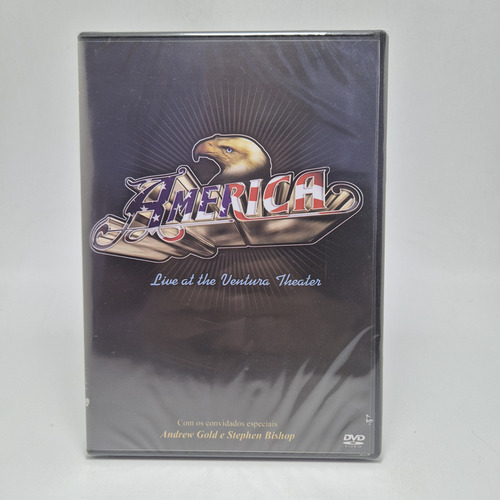 AMERICA
Live at the Ventura Theater
Com os convidados especiais
Andrew Gold e Stephen Bishop
DVD